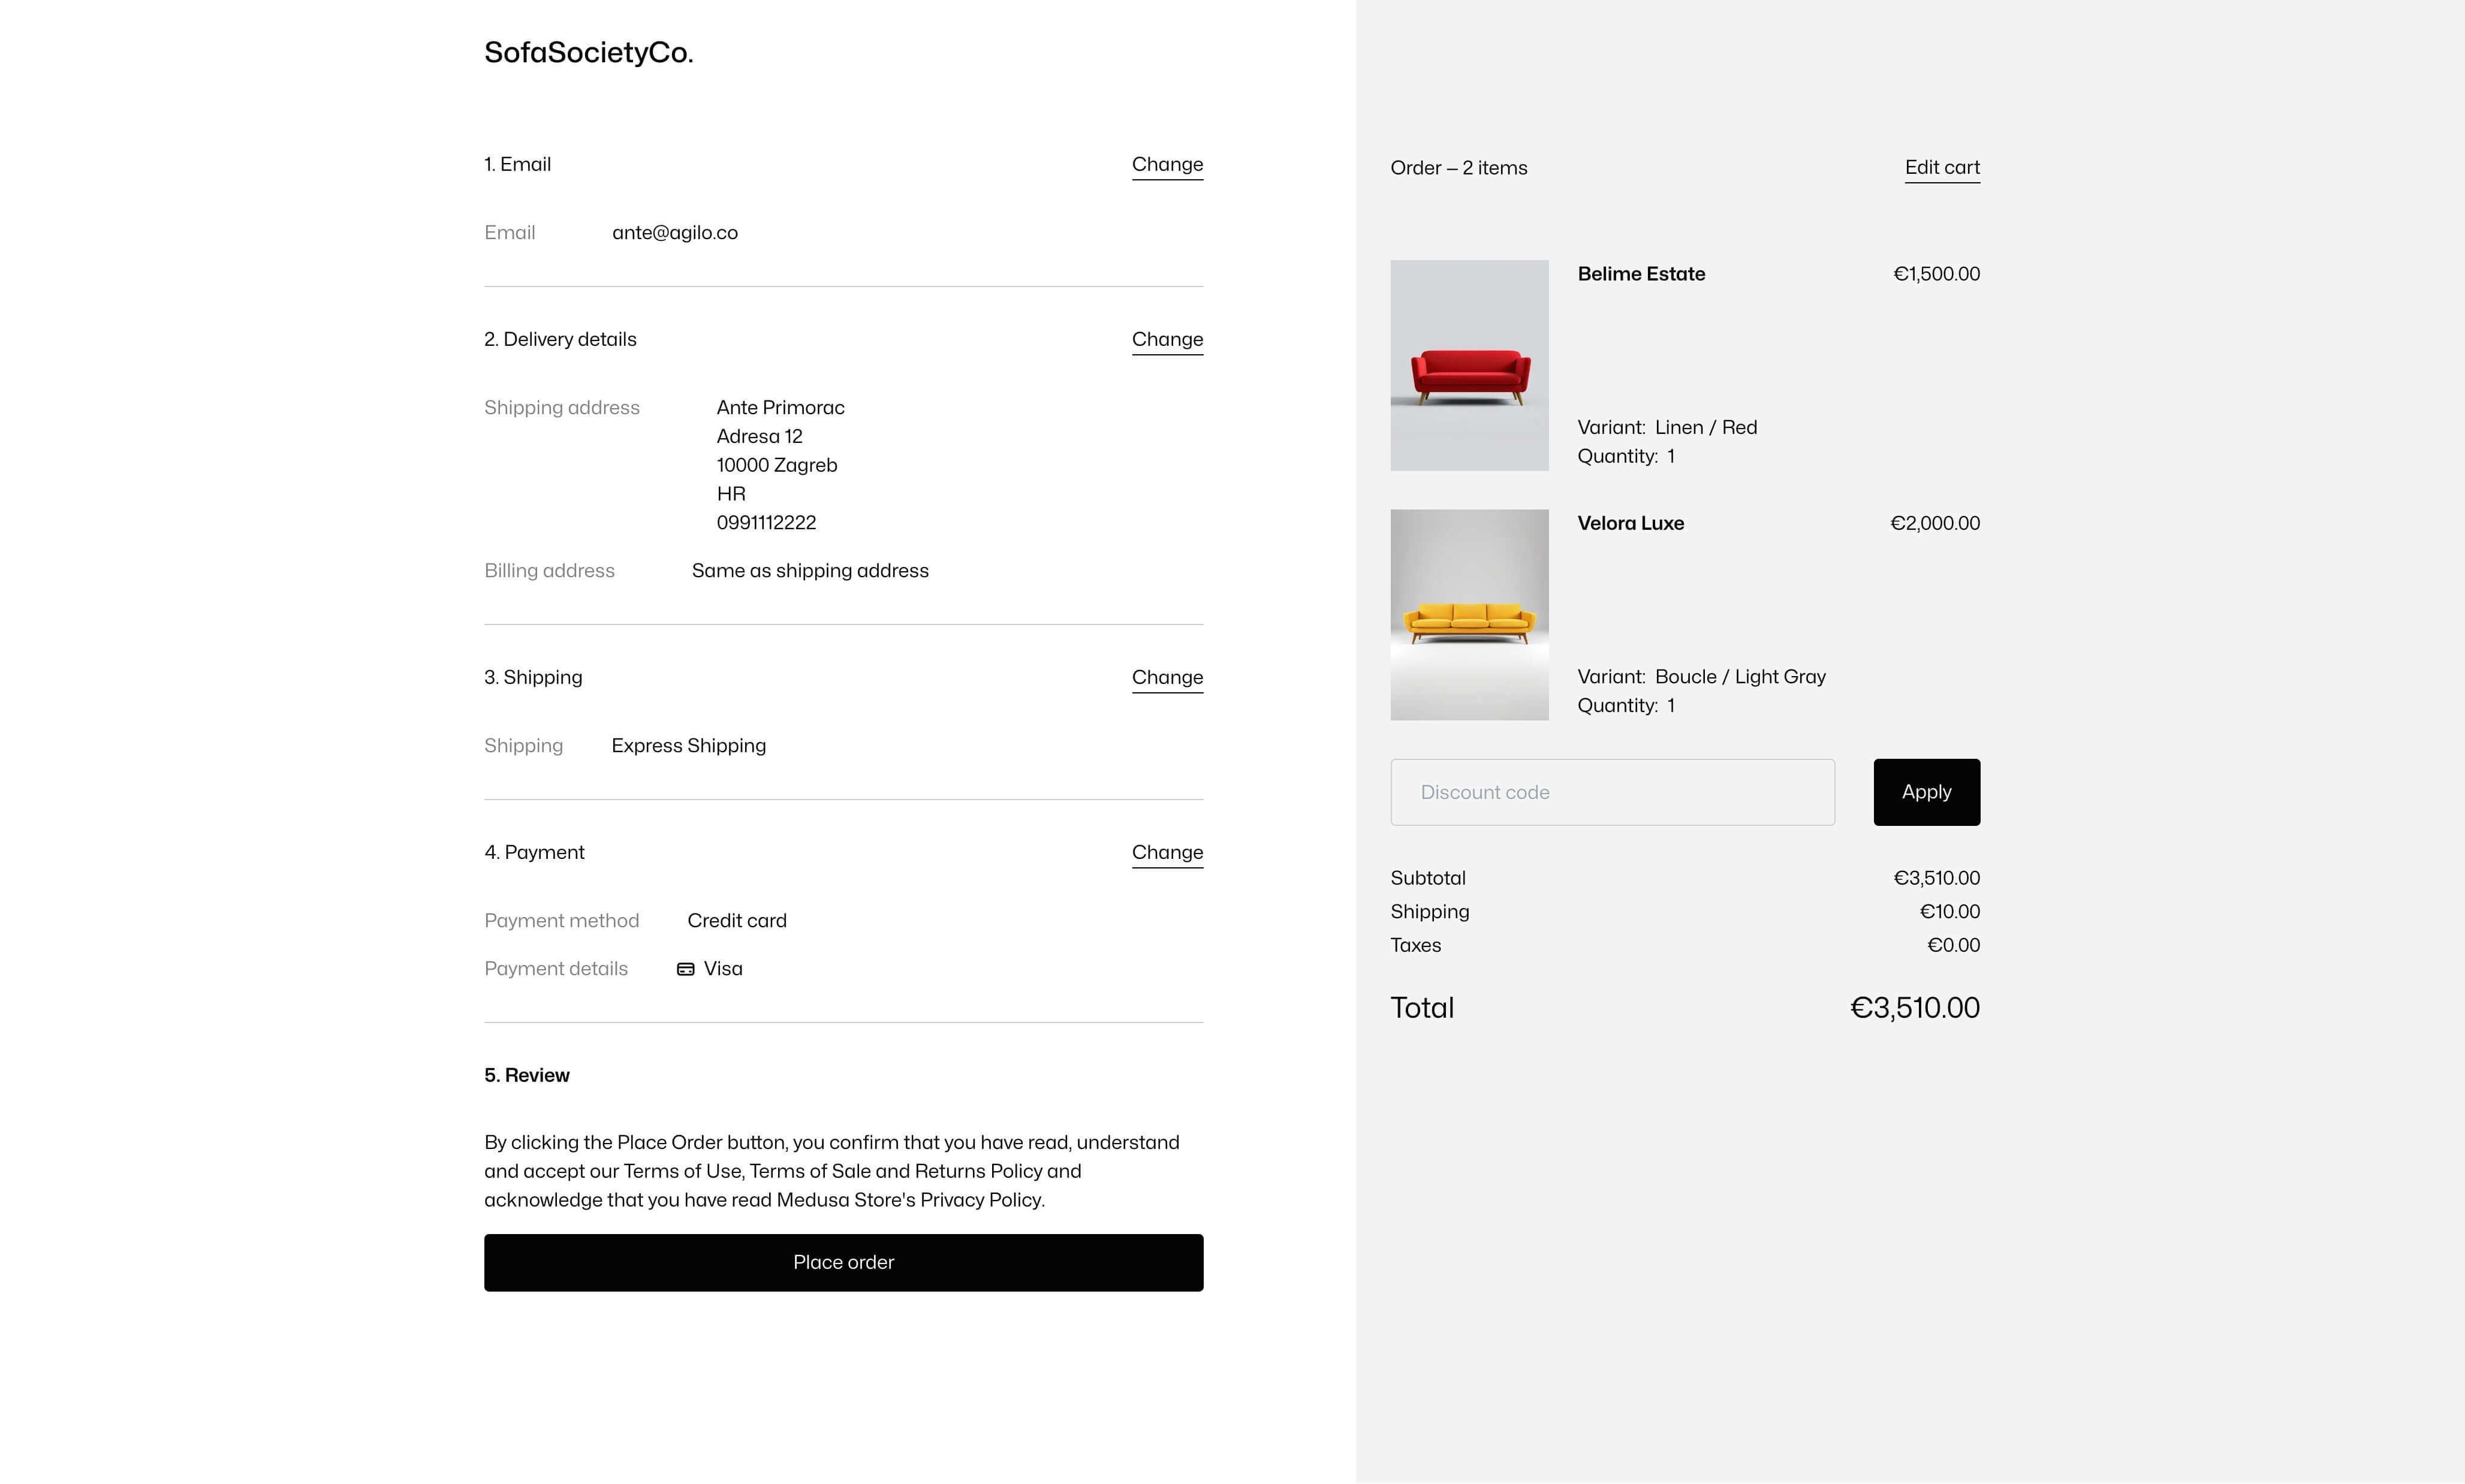 SofaSocietyCo.
1. Email
Change
Email
ante@agilo.co
2. Delivery details
Change
Shipping address
Ante Primorac
Adresa 12
10000 Zagreb
HR
0991112222
Billing address
Same as shipping address
3. Shipping
Change
Shipping
Express Shipping
4. Payment
Change
Payment method
Credit card
Payment details
Visa
5. Review
By clicking the Place Order button, you confirm that you have read, understand
and accept our Terms of Use, Terms of Sale and Returns Policy and
acknowledge that you have read Medusa Store's Privacy Policy.
Place order
Order – 2 items
Edit cart
Belime Estate
€1,500.00
Variant: Linen / Red
Quantity: 1
Velora Luxe
€2,000.00
Variant: Boucle / Light Gray
Quantity: 1
Discount code
Apply
Subtotal
€3,510.00
Shipping
€10.00
Taxes
€0.00
Total
€3,510.00